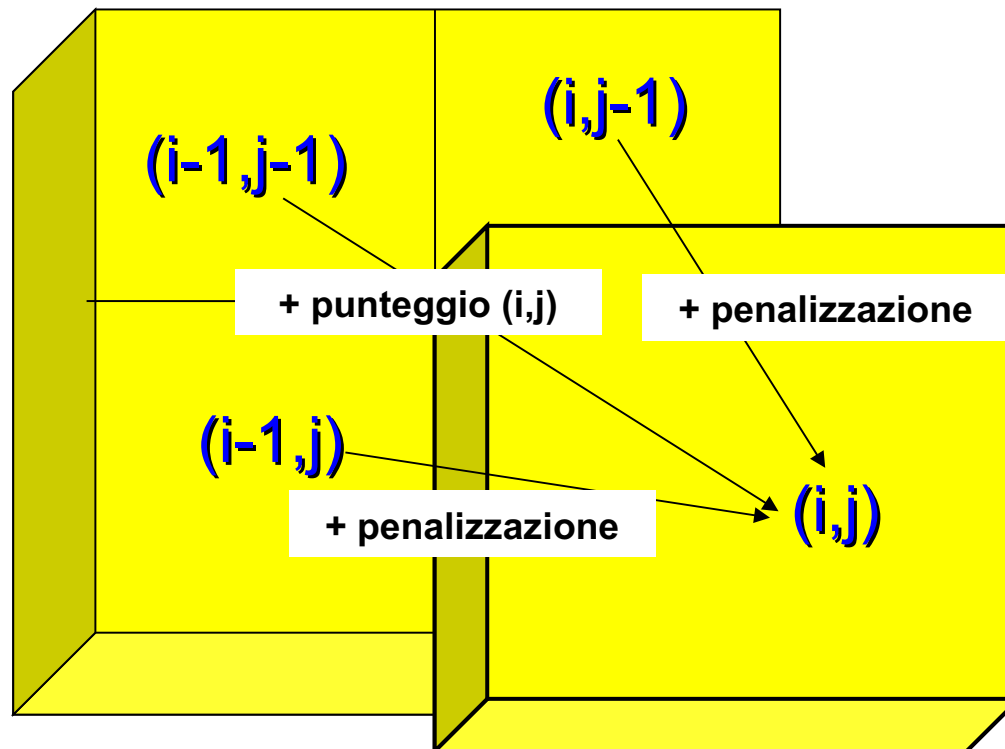 (i,j-1)
(i-1,j-1)
+ punteggio (i,j)
+ penalizzazione
(i-1,j)
(i,j)
+ penalizzazione